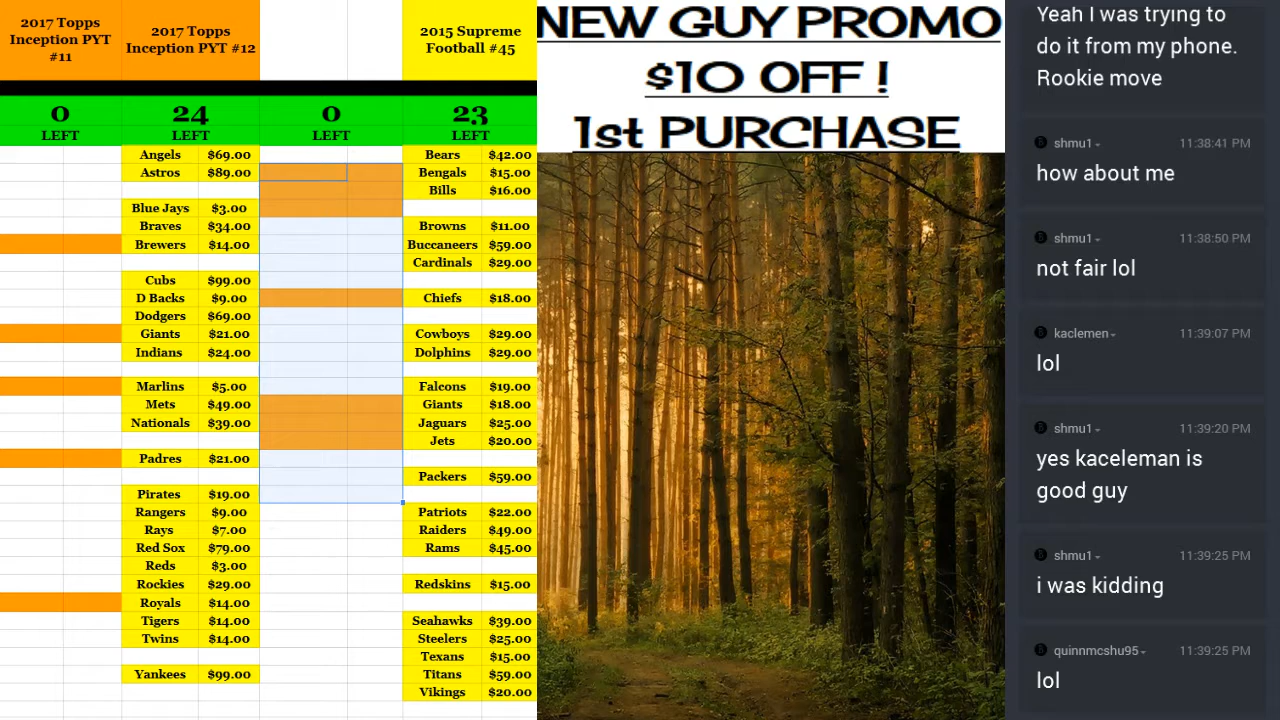 2017 Topps
Inception PYT
#11
2017 Topps
Inception PYT #12
2015 Supreme
Football #45
0
LEFT
24
LEFT
0
LEFT
23
LEFT
Angels $69.00
Astros $89.00
Blue Jays $3.00
Braves $34.00
Brewers $14.00
Cubs $99.00
D Backs $9.00
Dodgers $69.00
Giants $21.00
Indians $24.00
Marlins $5.00
Mets $49.00
Nationals $39.00
Padres $21.00
Pirates $19.00
Rangers $9.00
Rays $7.00
Red Sox $79.00
Reds $3.00
Rockies $29.00
Royals $14.00
Tigers $14.00
Twins $14.00
Yankees $99.00
Bears $42.00
Bengals $15.00
Bills $16.00
Browns $11.00
Buccaneers $59.00
Cardinals $29.00
Chiefs $18.00
Cowboys $29.00
Dolphins $29.00
Falcons $19.00
Giants $18.00
Jaguars $25.00
Jets $20.00
Packers $59.00
Patriots $22.00
Raiders $49.00
Rams $45.00
Redskins $15.00
Seahawks $39.00
Steelers $25.00
Texans $15.00
Titans $59.00
Vikings $20.00
NEW GUY PROMO
$10 OFF !
1st PURCHASE
Yeah I was trying to
do it from my phone.
Rookie move
shmu1 11:38:41 PM
how about me
shmu1 11:38:50 PM
not fair lol
kaclemen 11:39:07 PM
lol
shmu1 11:39:20 PM
yes kaceleman is
good guy
shmu1 11:39:25 PM
i was kidding
quinnmcshu95 11:39:25 PM
lol